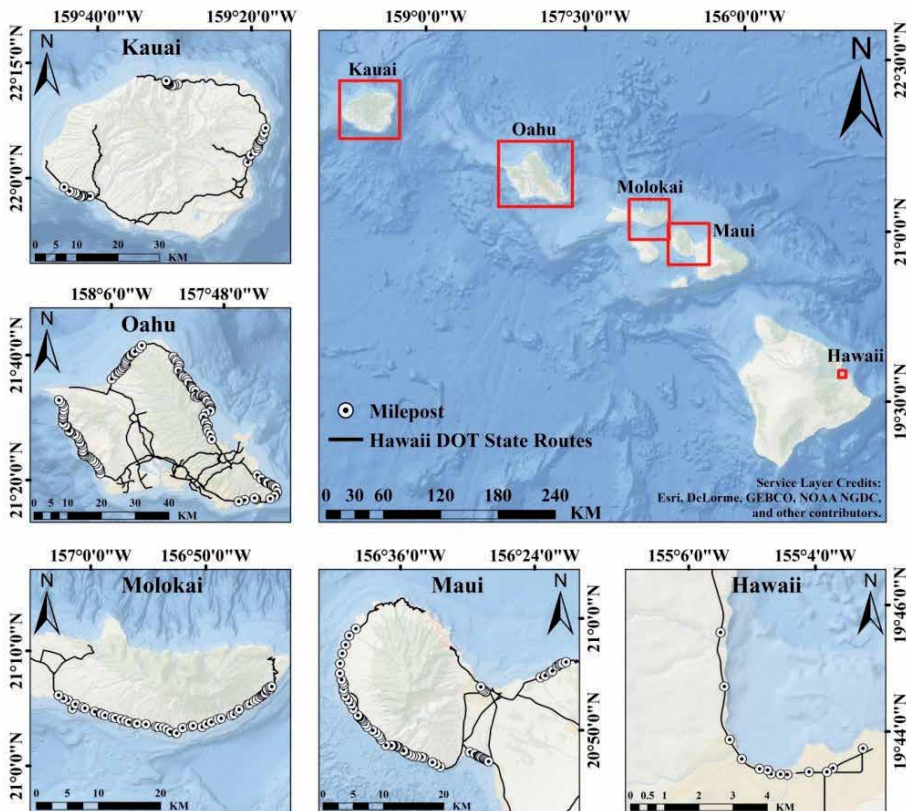 159°40'0"W
159°20'0"W
Kauai
N
22°15'0"N
22°0'0"N
0 5 10 20 30
KM
159°0'0"W
157°30'0"W
156°0'0"W
Kauai
Oahu
Molokai
Maui
Hawaii
N
22°30'0"N
21°0'0"N
19°30'0"N
Milepost
Hawaii DOT State Routes
0 30 60 120 180 240
KM
Service Layer Credits:
Esri, DeLorme, GEBCO, NOAA NGDC,
and other contributors.
158°6'0"W
157°48'0"W
Oahu
N
21°40'0"N
21°20'0"N
0 5 10 20 30 40
KM
157°0'0"W
156°50'0"W
Molokai
N
21°10'0"N
21°0'0"N
0 5 10 20
KM
156°36'0"W
156°24'0"W
Maui
N
21°0'0"N
20°50'0"N
0 5 10 20
KM
155°6'0"W
155°4'0"W
Hawaii
N
19°46'0"N
19°44'0"N
0 0.5 1 2 3 4
KM